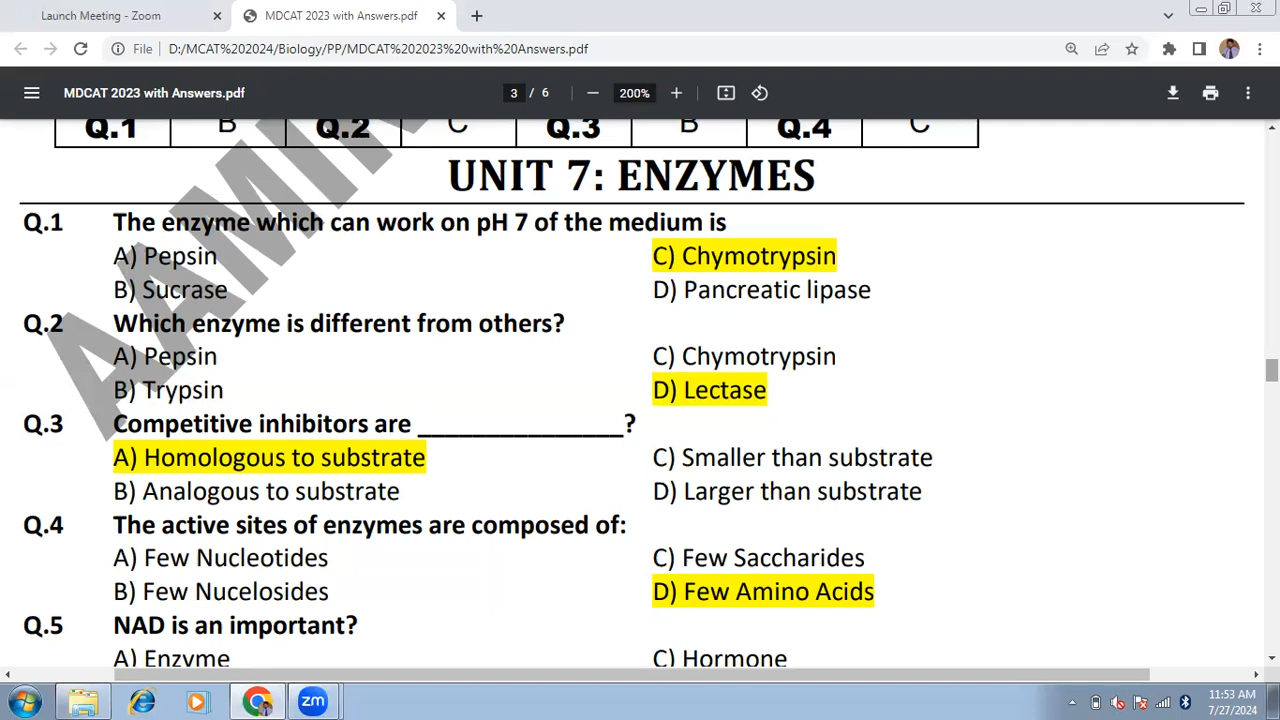 Launch Meeting - Zoom
MDCAT 2023 with Answers.pdf
File
D:/MCAT%202024/Biology/PP/MDCAT%202023%20with%20Answers.pdf
MDCAT 2023 with Answers.pdf
3 / 6
200%
Q.1 B Q.2 C Q.3 B Q.4 C
UNIT 7: ENZYMES
Q.1 The enzyme which can work on pH 7 of the medium is
A) Pepsin C) Chymotrypsin
B) Sucrase D) Pancreatic lipase
Q.2 Which enzyme is different from others?
A) Pepsin C) Chymotrypsin
B) Trypsin D) Lectase
Q.3 Competitive inhibitors are _______________?
A) Homologous to substrate C) Smaller than substrate
B) Analogous to substrate D) Larger than substrate
Q.4 The active sites of enzymes are composed of:
A) Few Nucleotides C) Few Saccharides
B) Few Nucelosides D) Few Amino Acids
Q.5 NAD is an important?
A) Enzyme C) Hormone
zm
11:53 AM
7/27/2024